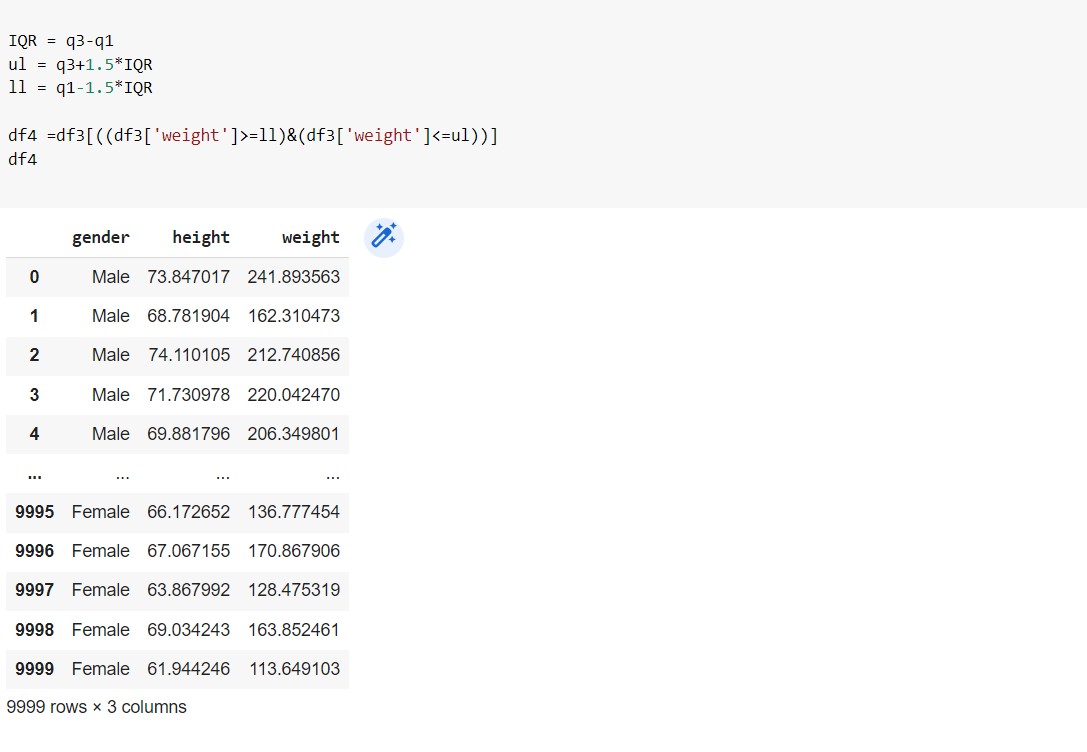 IQR = q3-q1
ul = q3+1.5*IQR
ll = q1-1.5*IQR
df4 =df3[((df3['weight']>=ll)&(df3['weight']<=ul))]
df4
gender height weight
0 Male 73.847017 241.893563
1 Male 68.781904 162.310473
2 Male 74.110105 212.740856
3 Male 71.730978 220.042470
4 Male 69.881796 206.349801
... ... ... ...
9995 Female 66.172652 136.777454
9996 Female 67.067155 170.867906
9997 Female 63.867992 128.475319
9998 Female 69.034243 163.852461
9999 Female 61.944246 113.649103
9999 rows × 3 columns